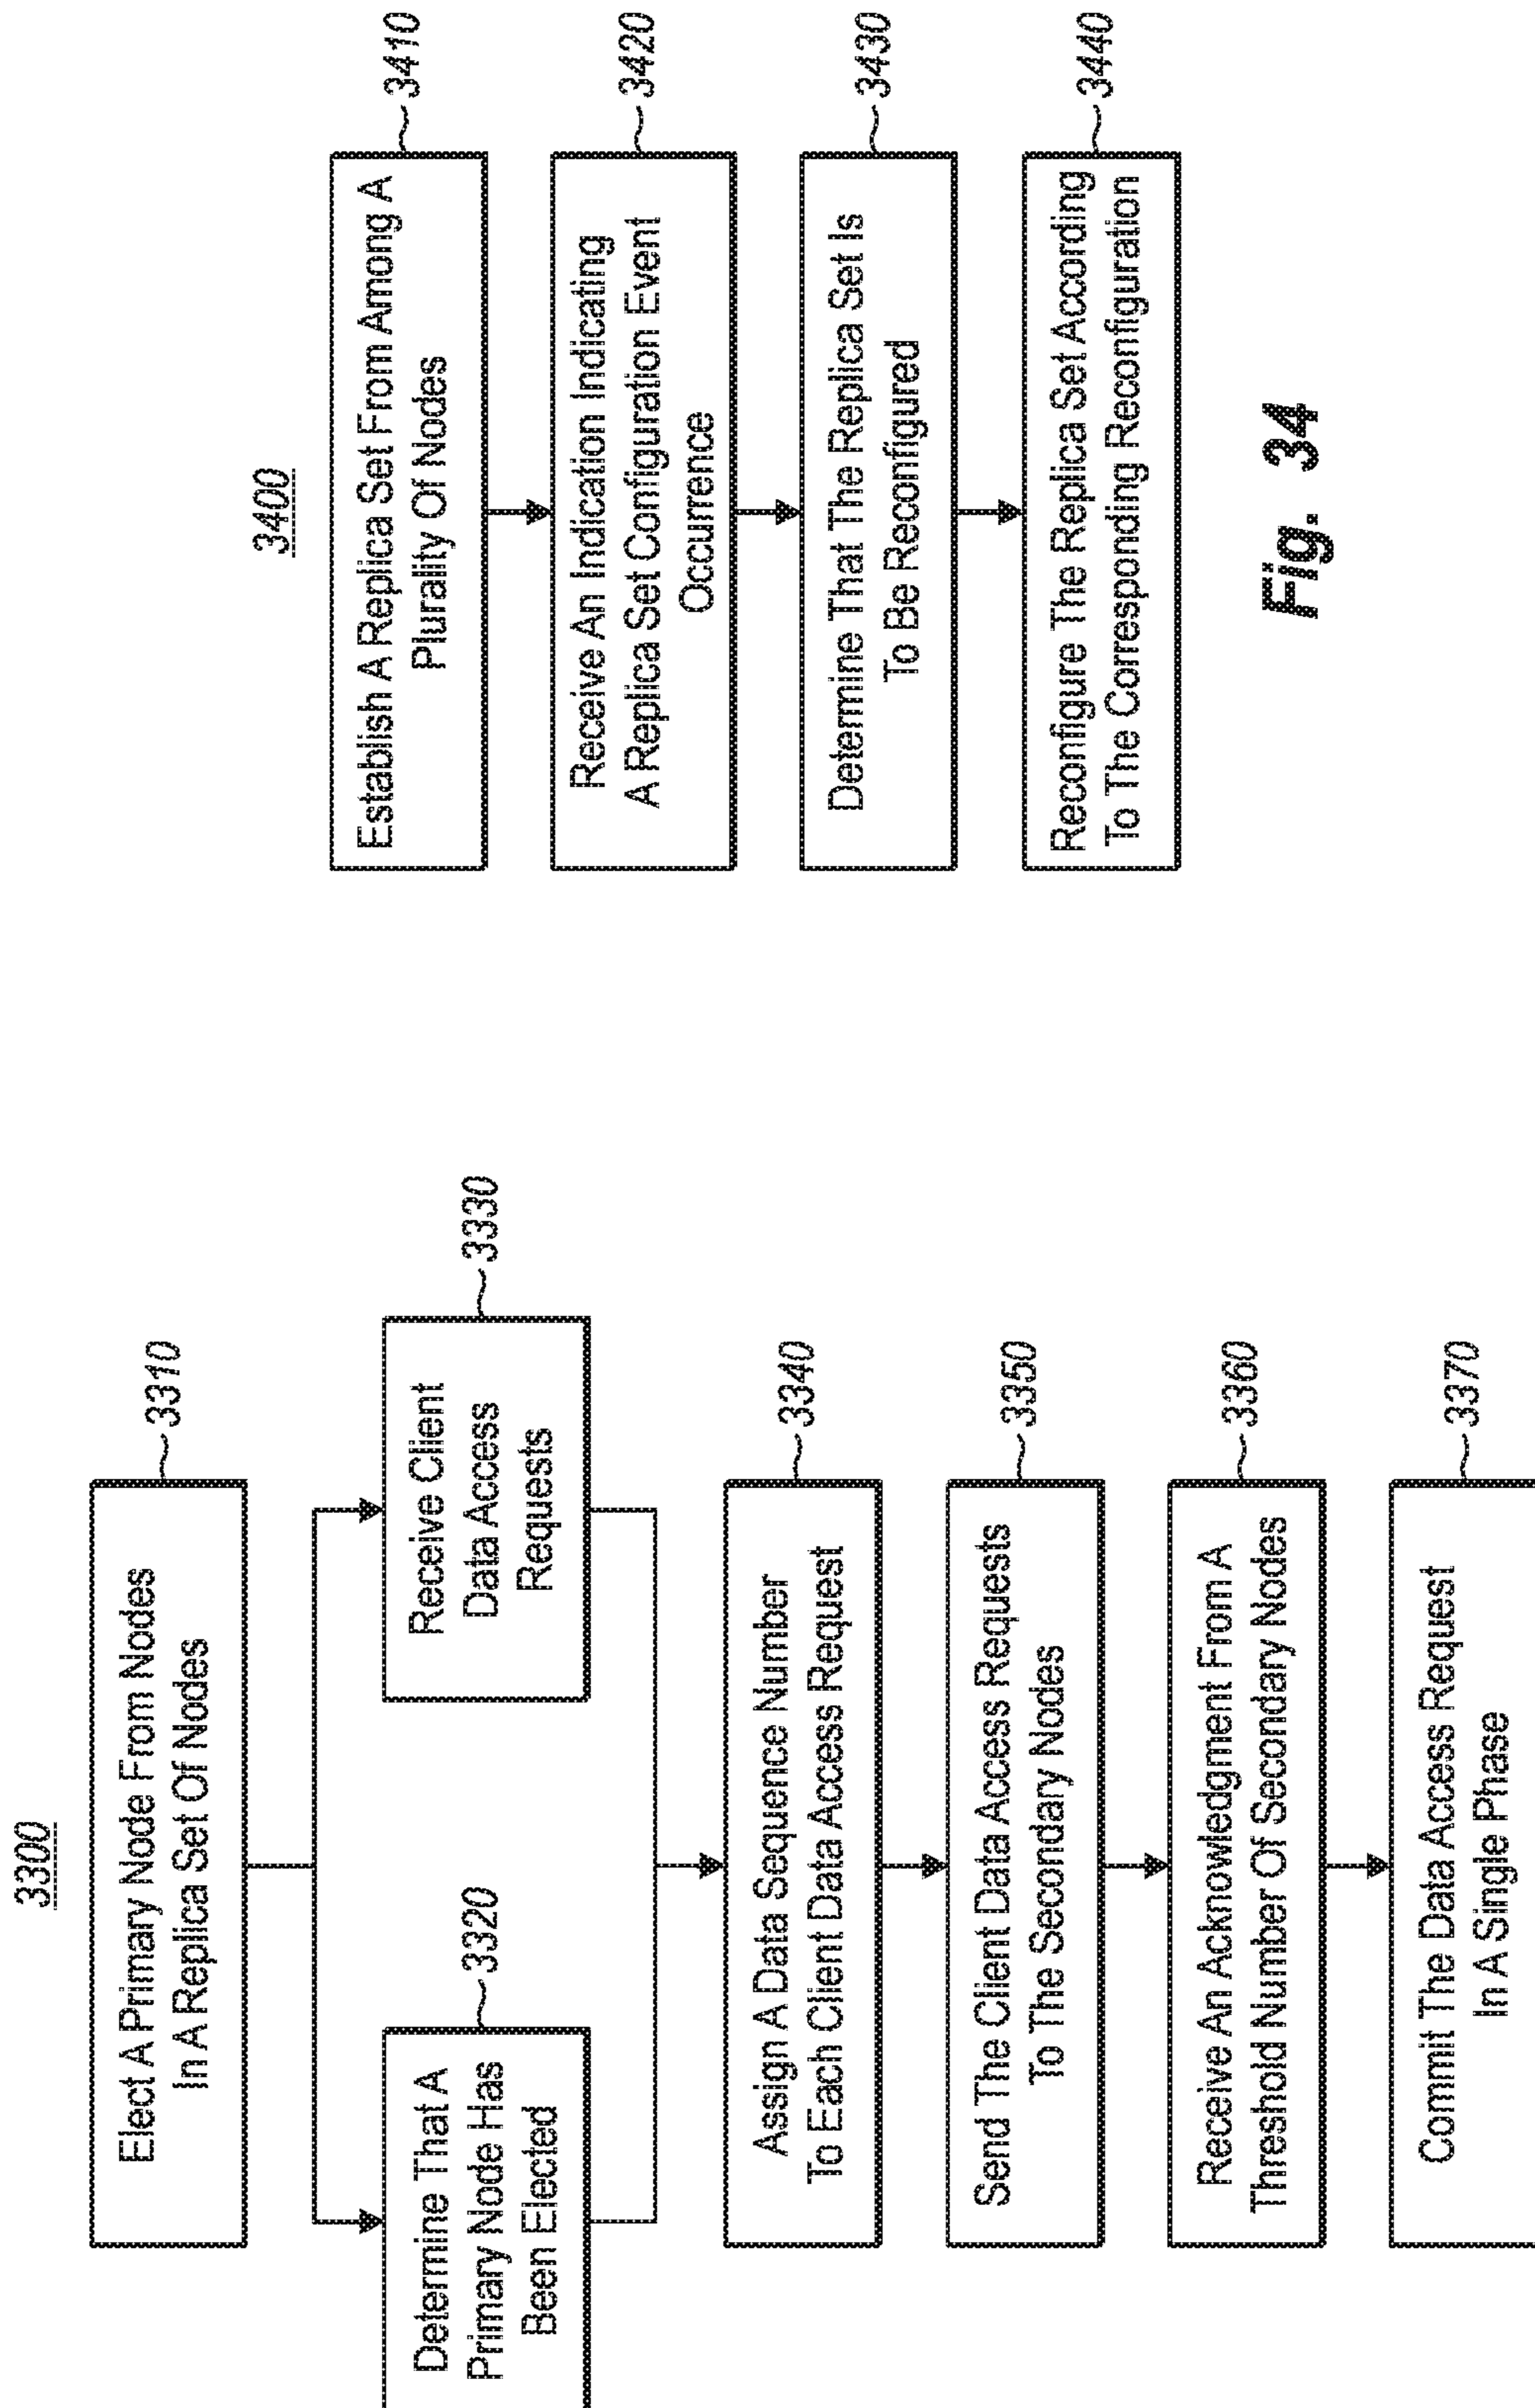 3300
Elect A Primary Node From Nodes
In A Replica Set Of Nodes
3310
Determine That A
Primary Node Has
Been Elected
3320
Receive Client
Data Access
Requests
3330
Assign A Data Sequence Number
To Each Client Data Access Request
3340
Send The Client Data Access Requests
To The Secondary Nodes
3350
Receive An Acknowledgment From A
Threshold Number Of Secondary Nodes
3360
Commit The Data Access Request
In A Single Phase
3370
3400
Establish A Replica Set From Among A
Plurality Of Nodes
3410
Receive An Indication Indicating
A Replica Set Configuration Event
Occurrence
3420
Determine That The Replica Set Is
To Be Reconfigured
3430
Reconfigure The Replica Set According
To The Corresponding Reconfiguration
3440
Fig. 34